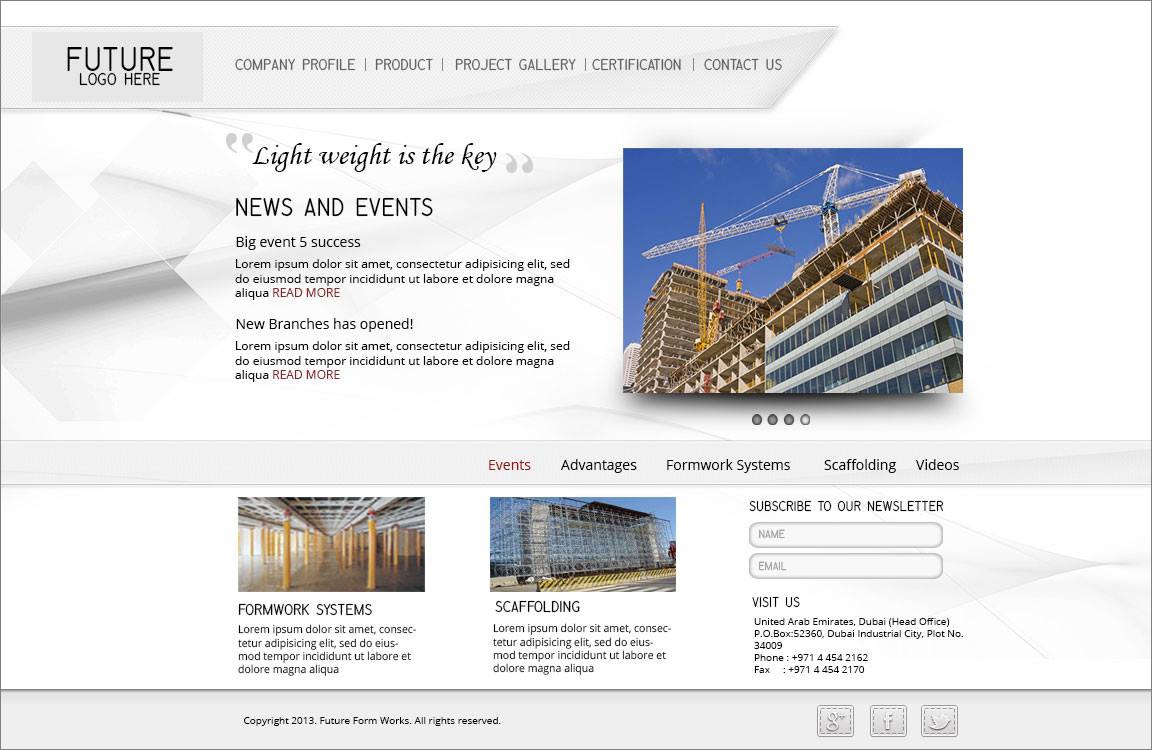 FUTURE
LOGO HERE
COMPANY PROFILE | PRODUCT | PROJECT GALLERY | CERTIFICATION | CONTACT US
“Light weight is the key”
NEWS AND EVENTS
Big event 5 success
Lorem ipsum dolor sit amet, consectetur adipisicing elit, sed
do eiusmod tempor incididunt ut labore et dolore magna
aliqua READ MORE
New Branches has opened!
Lorem ipsum dolor sit amet, consectetur adipisicing elit, sed
do eiusmod tempor incididunt ut labore et dolore magna
aliqua READ MORE
Events Advantages Formwork Systems Scaffolding Videos
FORMWORK SYSTEMS
Lorem ipsum dolor sit amet, consec-
tetur adipisicing elit, sed do eius-
mod tempor incididunt ut labore et
dolore magna aliqua
SCAFFOLDING
Lorem ipsum dolor sit amet, consec-
tetur adipisicing elit, sed do eius-
mod tempor incididunt ut labore et
dolore magna aliqua
SUBSCRIBE TO OUR NEWSLETTER
NAME
EMAIL
VISIT US
United Arab Emirates, Dubai (Head Office)
P.O.Box:52360, Dubai Industrial City, Plot No.
34009
Phone : +971 4 454 2162
Fax : +971 4 454 2170
Copyright 2013. Future Form Works. All rights reserved.
g+ f